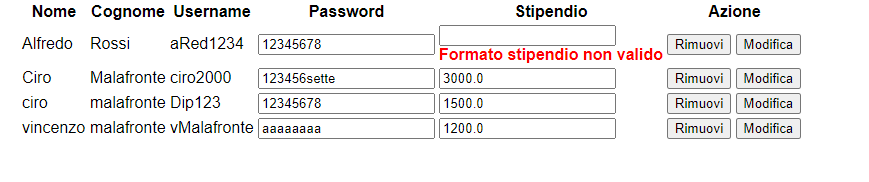 Nome Cognome Username Password Stipendio Azione
Alfredo Rossi aRed1234 12345678 Rimuovi Modifica
Formato stipendio non valido
Ciro Malafronte ciro2000 123456sette 3000.0 Rimuovi Modifica
ciro malafronte Dip123 12345678 1500.0 Rimuovi Modifica
vincenzo malafronte vMalafronte aaaaaaaa 1200.0 Rimuovi Modifica